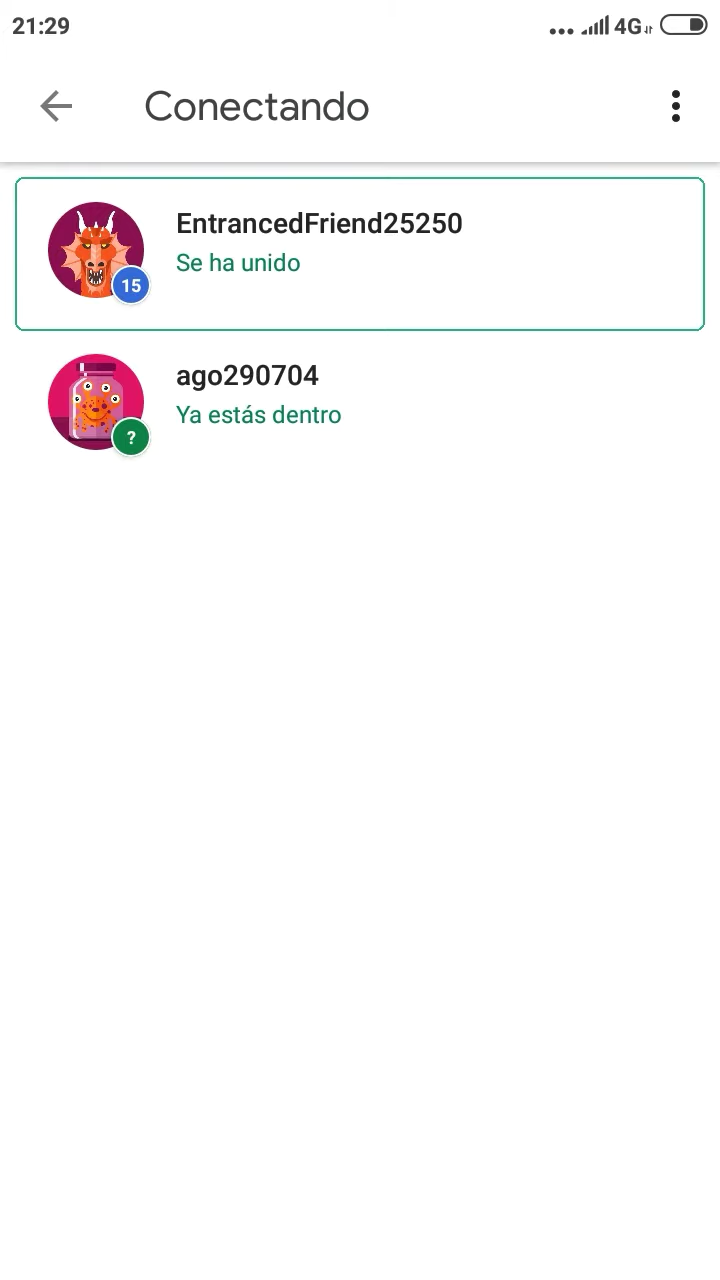 21:29
4G
Conectando
EntrancedFriend25250
Se ha unido
15
ago290704
Ya estás dentro
?